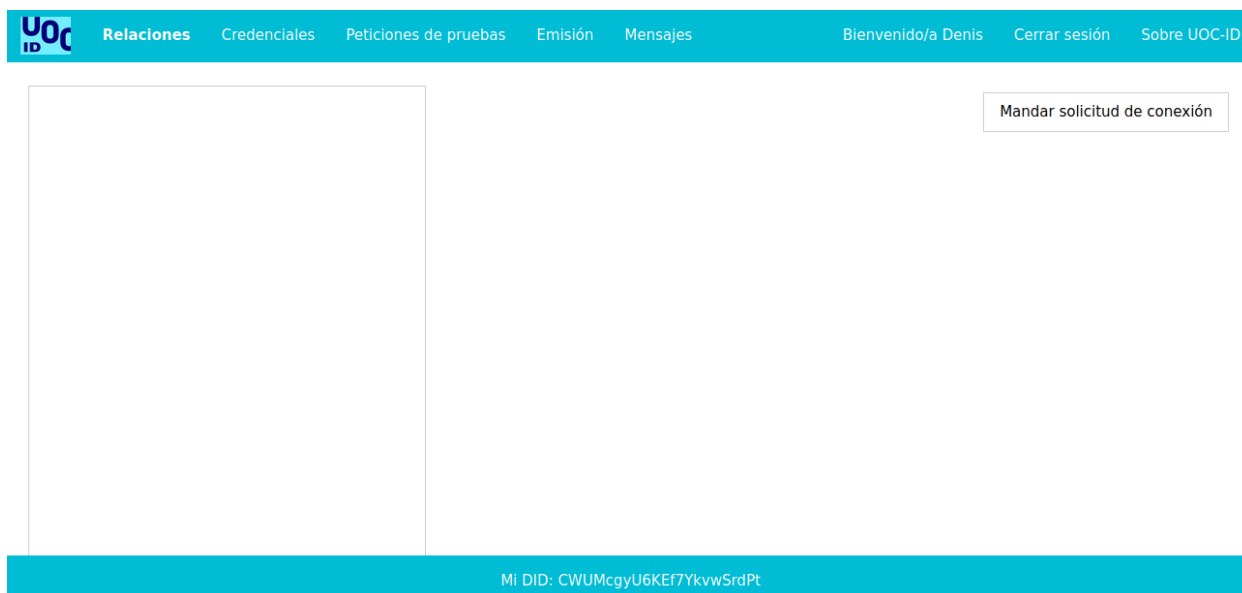 UOC
ID
Relaciones Credenciales Peticiones de pruebas Emisión Mensajes Bienvenido/a Denis Cerrar sesión Sobre UOC-ID
Mandar solicitud de conexión
Mi DID: CWUMcgyU6KEf7YkvwSrdPt